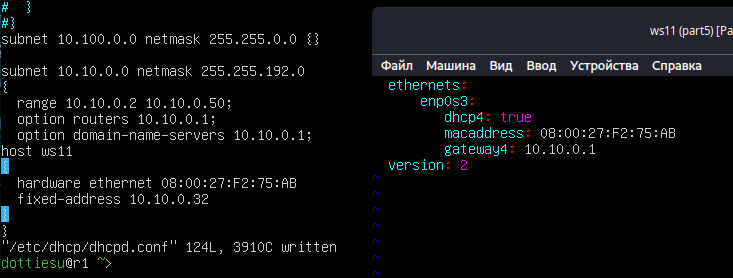 #  }
#}
subnet 10.100.0.0 netmask 255.255.0.0 {}
subnet 10.10.0.0 netmask 255.255.192.0
{
range 10.10.0.2 10.10.0.50;
option routers 10.10.0.1;
option domain-name-servers 10.10.0.1;
host ws11
{
hardware ethernet 08:00:27:F2:75:AB
fixed-address 10.10.0.32
}
}
"/etc/dhcp/dhcpd.conf" 124L, 3910C written
dottiesu@r1 ~>
ws11 (part5) [Ра
Файл Машина Вид Ввод Устройства Справка
ethernets:
enp0s3:
dhcp4: true
macaddress: 08:00:27:F2:75:AB
gateway4: 10.10.0.1
version: 2
~
~
~
~
~
~
~